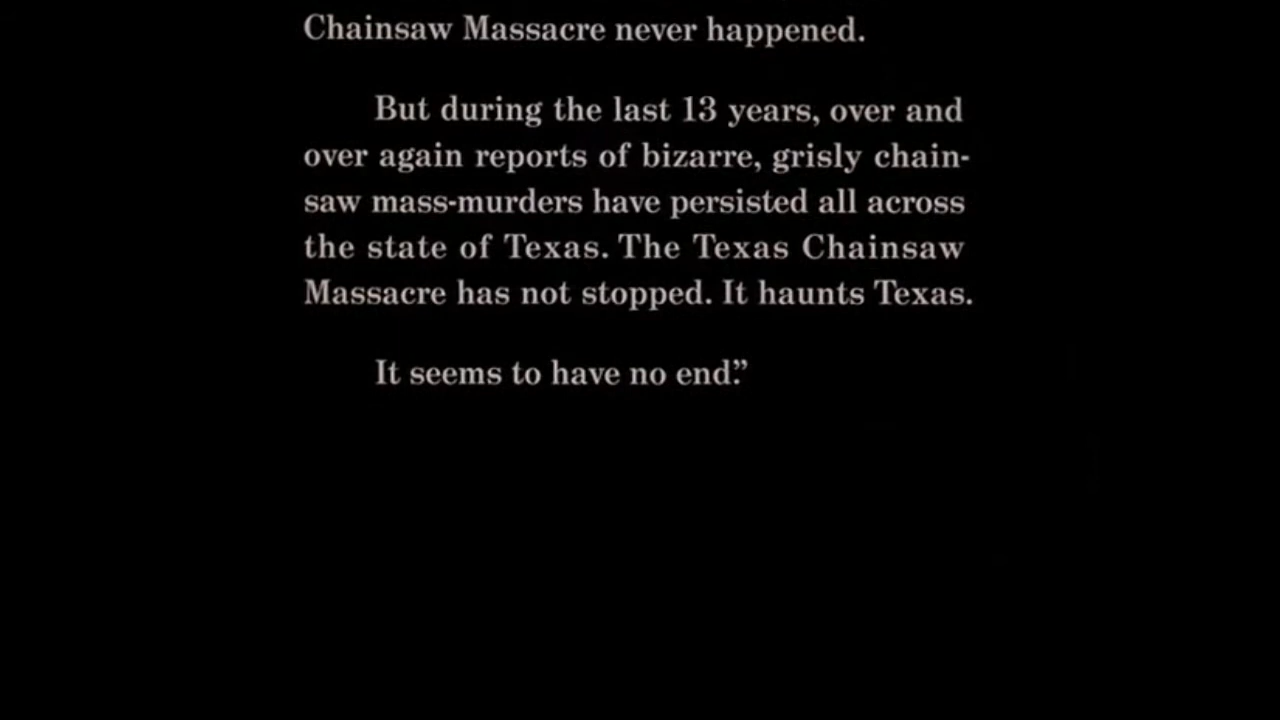 Chainsaw Massacre never happened.
But during the last 13 years, over and
over again reports of bizarre, grisly chain-
saw mass-murders have persisted all across
the state of Texas. The Texas Chainsaw
Massacre has not stopped. It haunts Texas.
It seems to have no end.”